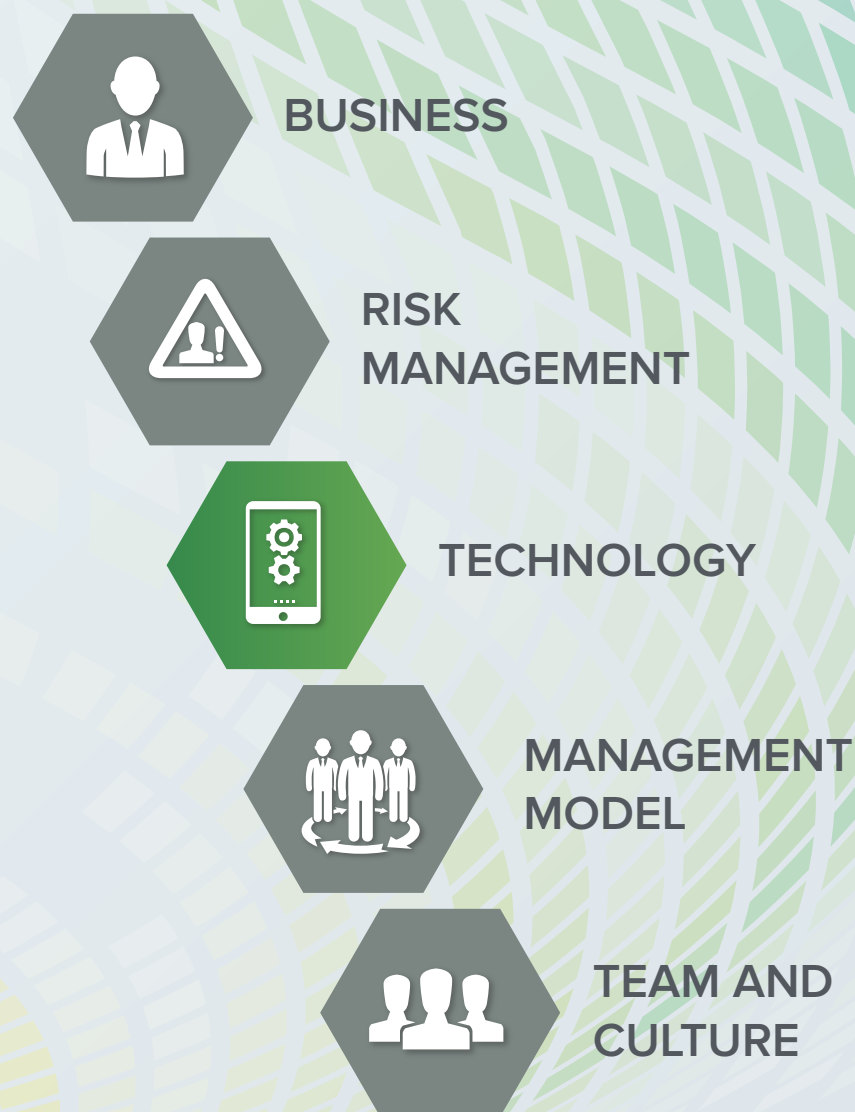 BUSINESS
RISK
MANAGEMENT
TECHNOLOGY
MANAGEMENT
MODEL
TEAM AND
CULTURE